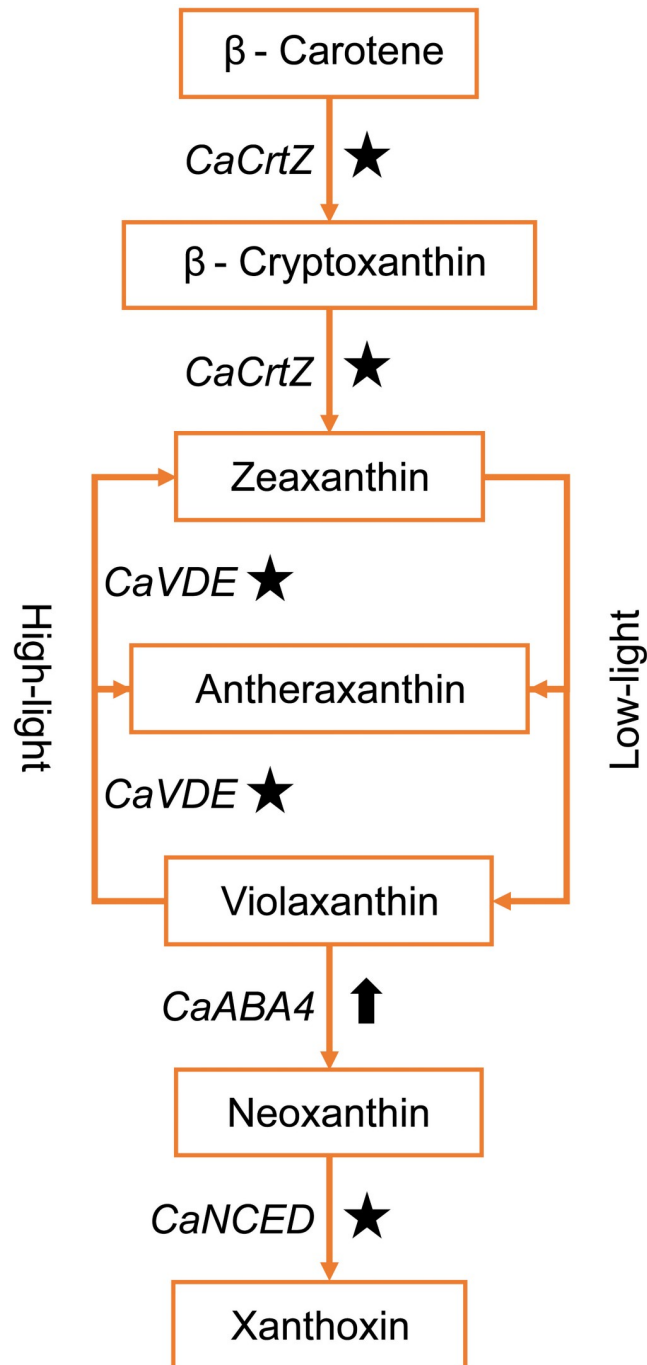 β - Carotene
CaCrtZ
β - Cryptoxanthin
CaCrtZ
Zeaxanthin
CaVDE
High-light
Antheraxanthin
Low-light
CaVDE
Violaxanthin
CaABA4
Neoxanthin
CaNCED
Xanthoxin